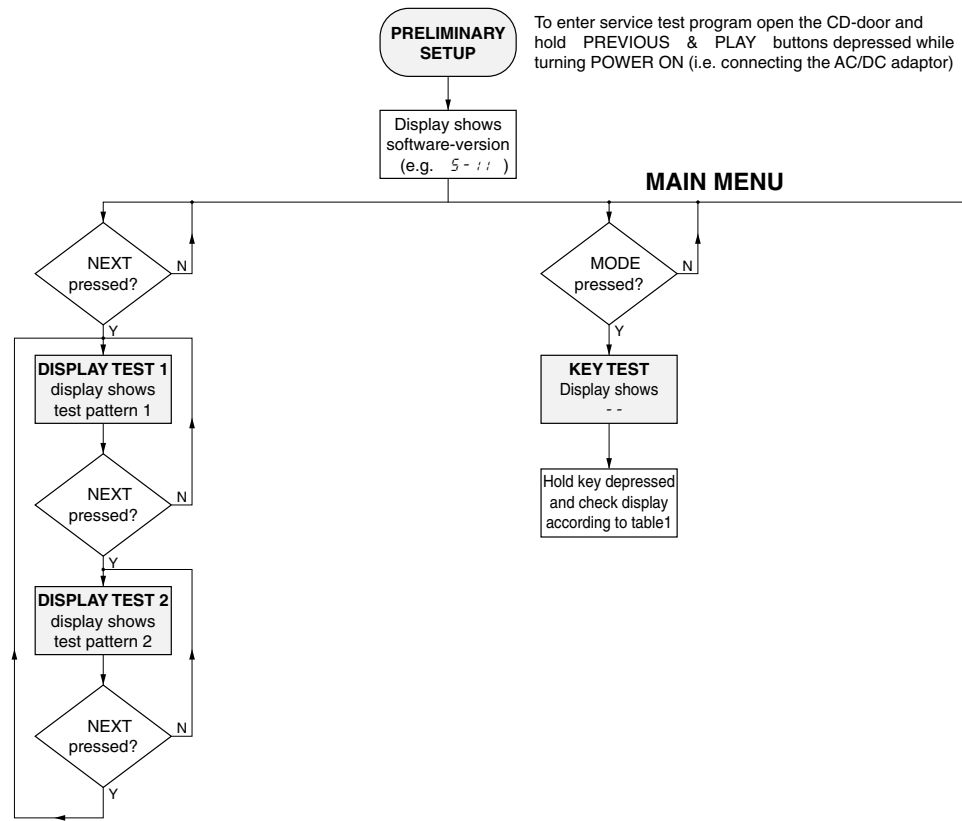 PRELIMINARY
SETUP
To enter service test program open the CD-door and
hold PREVIOUS & PLAY buttons depressed while
turning POWER ON (i.e. connecting the AC/DC adaptor)
Display shows
software-version
(e.g. S-11 )
MAIN MENU
NEXT
pressed?
N
Y
DISPLAY TEST 1
display shows
test pattern 1
NEXT
pressed?
N
Y
DISPLAY TEST 2
display shows
test pattern 2
NEXT
pressed?
N
Y
MODE
pressed?
N
Y
KEY TEST
Display shows
- -
Hold key depressed
and check display
according to table1